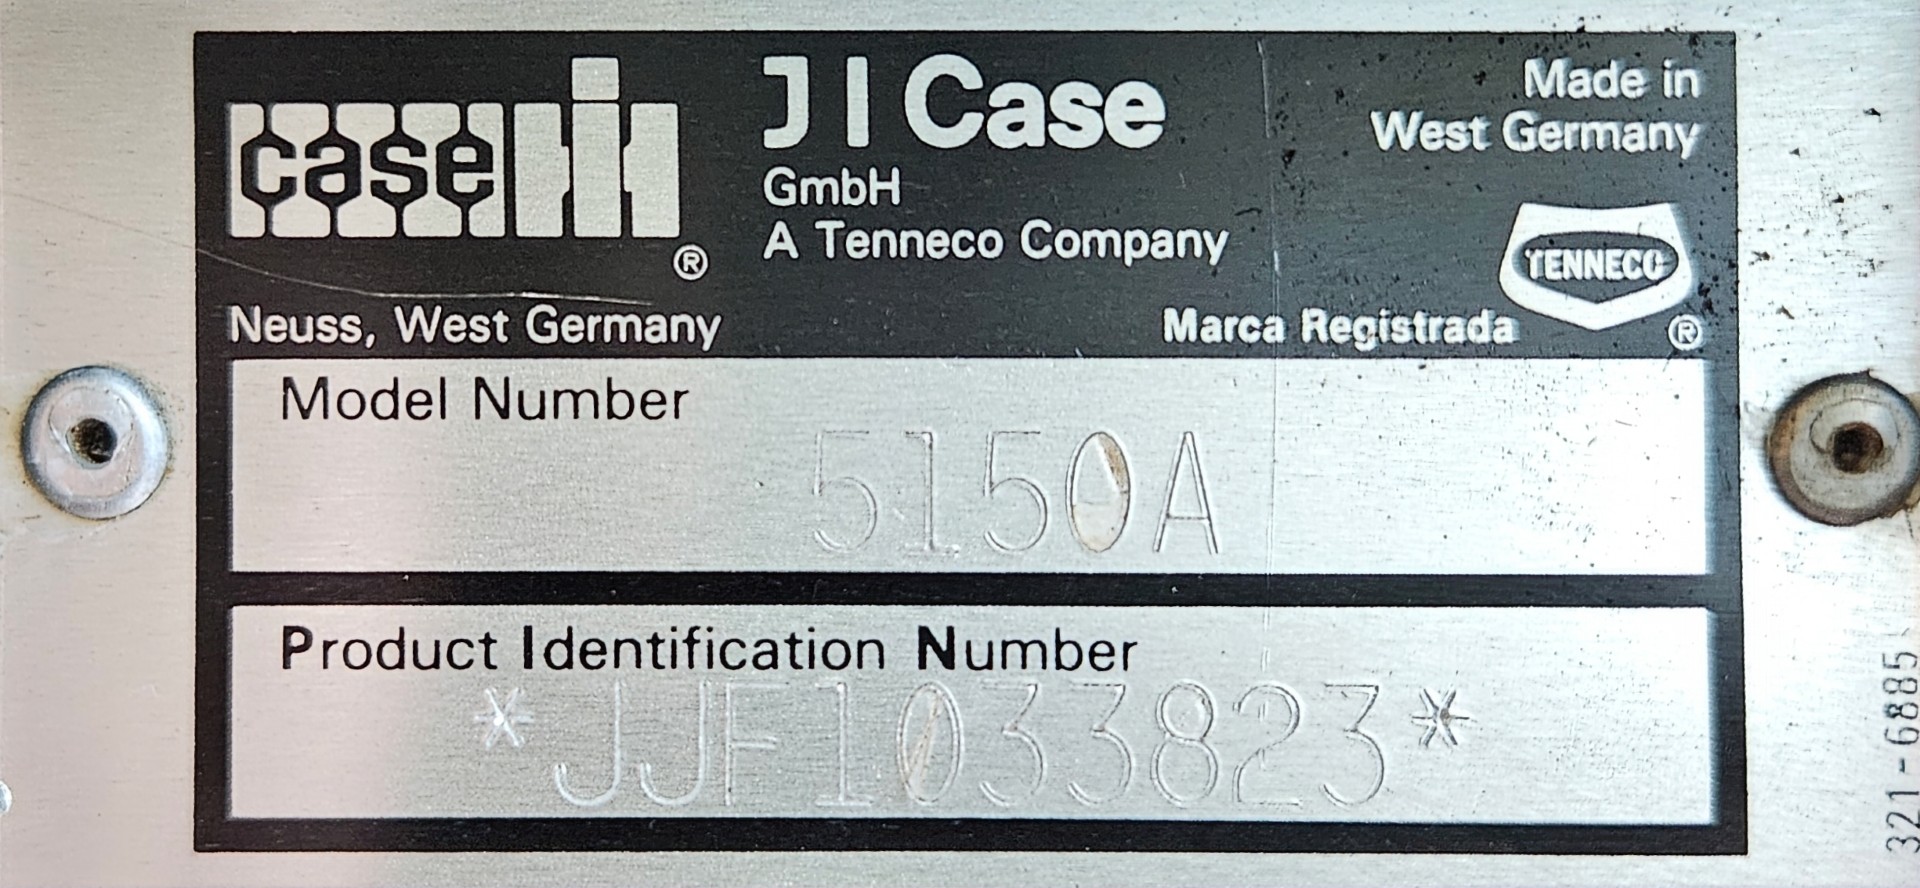 case IH ®
J I Case
GmbH
A Tenneco Company
Made in
West Germany
TENNECO
Neuss, West Germany
Marca Registrada ®
Model Number
5150A
Product Identification Number
*JJF1033823*
321-6885